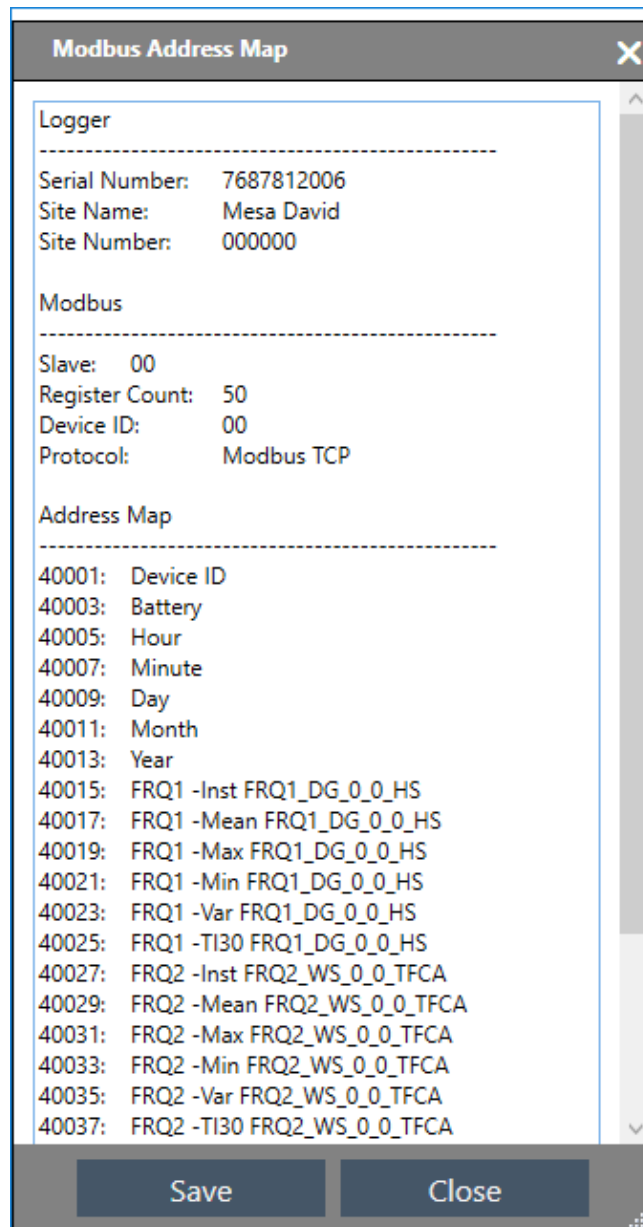 Modbus Address Map
Logger
--------------------------------------------------
Serial Number: 7687812006
Site Name: Mesa David
Site Number: 000000
Modbus
--------------------------------------------------
Slave: 00
Register Count: 50
Device ID: 00
Protocol: Modbus TCP
Address Map
--------------------------------------------------
40001: Device ID
40003: Battery
40005: Hour
40007: Minute
40009: Day
40011: Month
40013: Year
40015: FRQ1 -Inst FRQ1_DG_0_0_HS
40017: FRQ1 -Mean FRQ1_DG_0_0_HS
40019: FRQ1 -Max FRQ1_DG_0_0_HS
40021: FRQ1 -Min FRQ1_DG_0_0_HS
40023: FRQ1 -Var FRQ1_DG_0_0_HS
40025: FRQ1 -TI30 FRQ1_DG_0_0_HS
40027: FRQ2 -Inst FRQ2_WS_0_0_TFCA
40029: FRQ2 -Mean FRQ2_WS_0_0_TFCA
40031: FRQ2 -Max FRQ2_WS_0_0_TFCA
40033: FRQ2 -Min FRQ2_WS_0_0_TFCA
40035: FRQ2 -Var FRQ2_WS_0_0_TFCA
40037: FRQ2 -TI30 FRQ2_WS_0_0_TFCA
Save Close